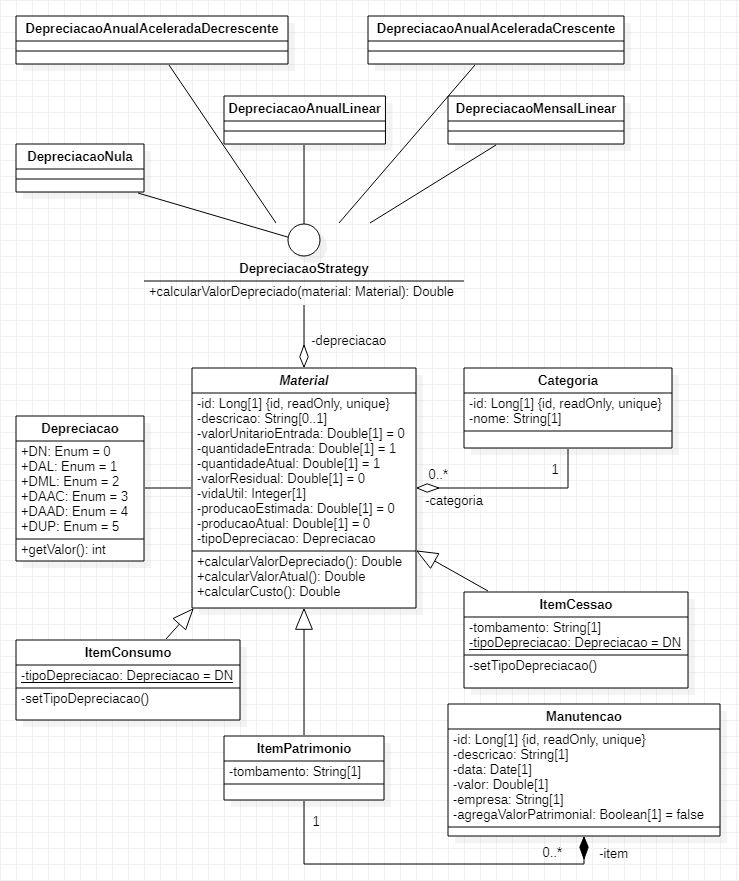 DepreciacaoAnualAceleradaDecrescente
DepreciacaoAnualAceleradaCrescente
DepreciacaoAnualLinear
DepreciacaoMensalLinear
DepreciacaoNula
DepreciacaoStrategy
+calcularValorDepreciado(material: Material): Double
-depreciacao
Material
-id: Long[1] {id, readOnly, unique}
-descricao: String[0..1]
-valorUnitarioEntrada: Double[1] = 0
-quantidadeEntrada: Double[1] = 1
-quantidadeAtual: Double[1] = 1
-valorResidual: Double[1] = 0
-vidaUtil: Integer[1]
-producaoEstimada: Double[1] = 0
-producaoAtual: Double[1] = 0
-tipoDepreciacao: Depreciacao
+calcularValorDepreciado(): Double
+calcularValorAtual(): Double
+calcularCusto(): Double
Categoria
-id: Long[1] {id, readOnly, unique}
-nome: String[1]
1
0..*
-categoria
Depreciacao
+DN: Enum = 0
+DAL: Enum = 1
+DML: Enum = 2
+DAAC: Enum = 3
+DAAD: Enum = 4
+DUP: Enum = 5
+getValor(): int
ItemCessao
-tombamento: String[1]
-tipoDepreciacao: Depreciacao = DN
-setTipoDepreciacao()
ItemConsumo
-tipoDepreciacao: Depreciacao = DN
-setTipoDepreciacao()
ItemPatrimonio
-tombamento: String[1]
1
Manutencao
-id: Long[1] {id, readOnly, unique}
-descricao: String[1]
-data: Date[1]
-valor: Double[1]
-empresa: String[1]
-agregaValorPatrimonial: Boolean[1] = false
0..*
-item